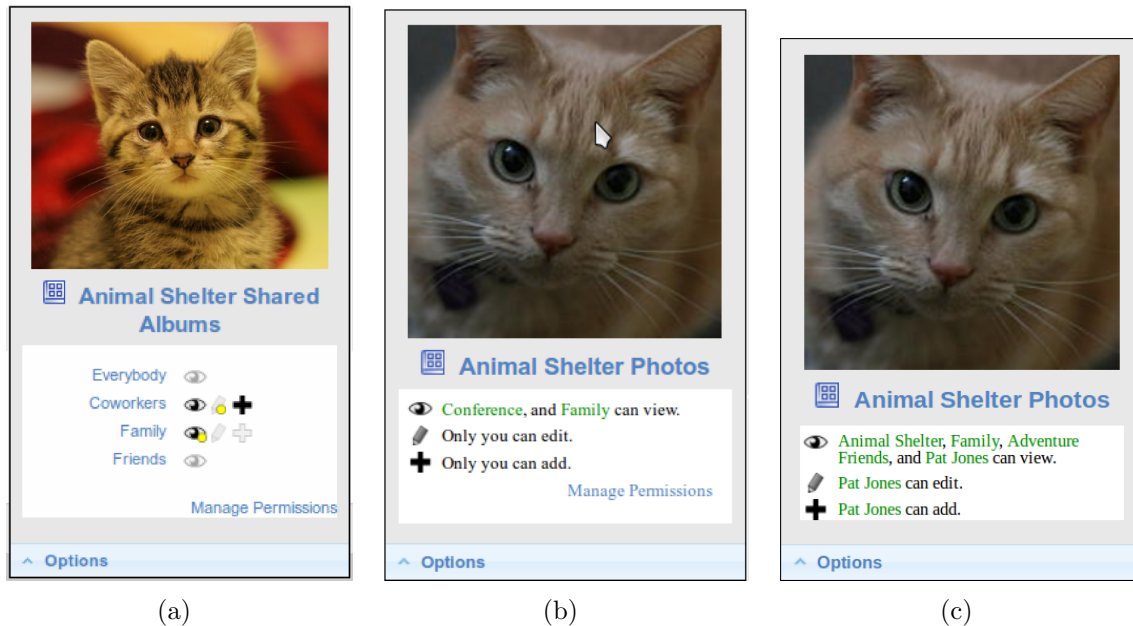 Animal Shelter Shared
Albums
Everybody
Coworkers
Family
Friends
Manage Permissions
Options
(a)
Animal Shelter Photos
Conference, and Family can view.
Only you can edit.
Only you can add.
Manage Permissions
Options
(b)
Animal Shelter Photos
Animal Shelter, Family, Adventure
Friends, and Pat Jones can view.
Pat Jones can edit.
Pat Jones can add.
Options
(c)